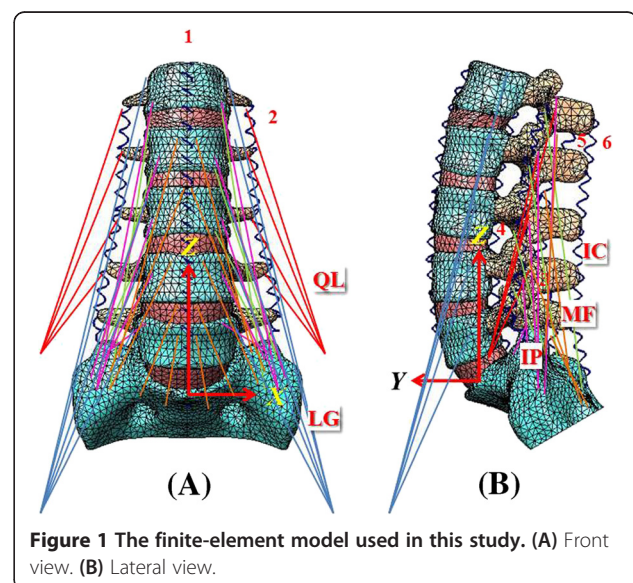 1
2
Z
QL
X
LG
(A)
5
6
4
Z
IC
MF
IP
Y
(B)
Figure 1 The finite-element model used in this study. (A) Front
view. (B) Lateral view.